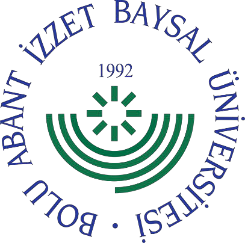 BOLU ABANT İZZET BAYSAL ÜNİVERSİTESİ ·
1992